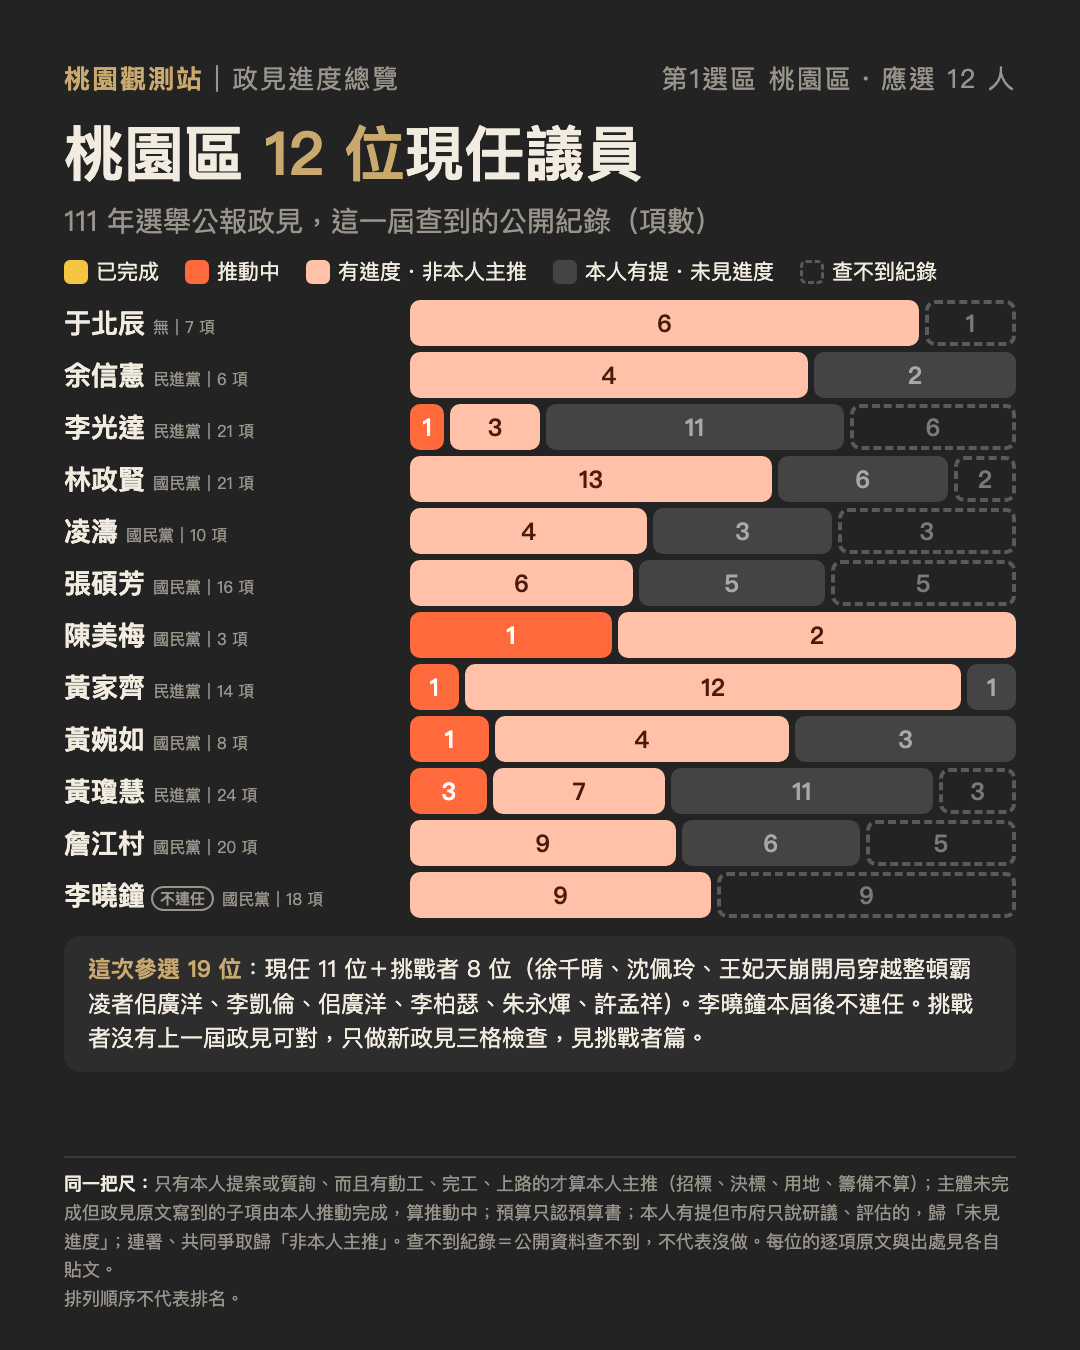 桃園觀測站｜政見進度總覽
第1選區 桃園區・應選 12 人
桃園區 12 位現任議員
111 年選舉公報政見，這一屆查到的公開紀錄（項數）
已完成 推動中 有進度・非本人主推 本人有提・未見進度 查不到紀錄
于北辰 無｜7 項 6 1
余信憲 民進黨｜6 項 4 2
李光達 民進黨｜21 項 1 3 11 6
林政賢 國民黨｜21 項 13 6 2
凌濤 國民黨｜10 項 4 3 3
張碩芳 國民黨｜16 項 6 5 5
陳美梅 國民黨｜3 項 1 2
黃家齊 民進黨｜14 項 1 12 1
黃婉如 國民黨｜8 項 1 4 3
黃瓊慧 民進黨｜24 項 3 7 11 3
詹江村 國民黨｜20 項 9 6 5
李曉鐘 不連任 國民黨｜18 項 9 9
這次參選 19 位：現任 11 位＋挑戰者 8 位（徐千晴、沈佩玲、王妃天崩開局穿越整頓霸
凌者佀廣洋、李凱倫、佀廣洋、李柏瑟、朱永煇、許孟祥）。李曉鐘本屆後不連任。挑戰
者沒有上一屆政見可對，只做新政見三格檢查，見挑戰者篇。
同一把尺：只有本人提案或質詢、而且有動工、完工、上路的才算本人主推（招標、決標、用地、籌備不算）；主體未完
成但政見原文寫到的子項由本人推動完成，算推動中；預算只認預算書；本人有提但市府只說研議、評估的，歸「未見
進度」；連署、共同爭取歸「非本人主推」。查不到紀錄＝公開資料查不到，不代表沒做。每位的逐項原文與出處見各自
貼文。
排列順序不代表排名。